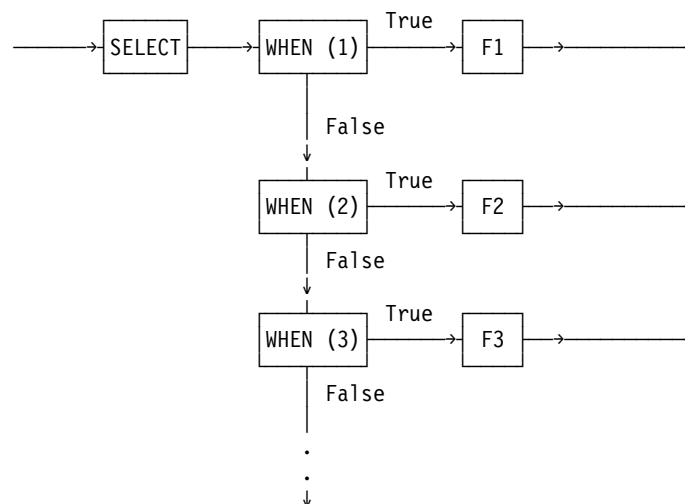 True
SELECT WHEN (1) F1
False
True
WHEN (2) F2
False
True
WHEN (3) F3
False